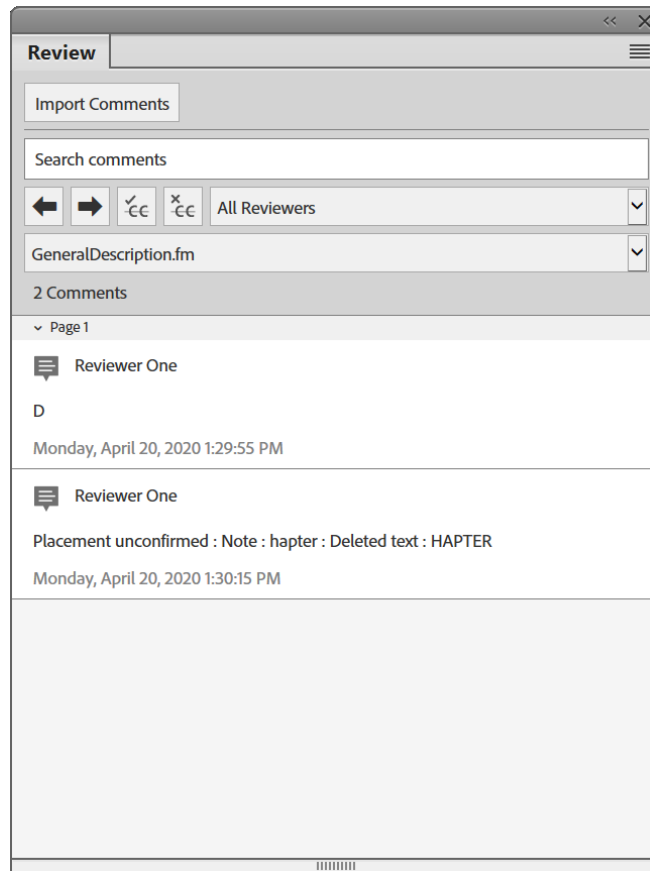 Review
Import Comments
Search comments
All Reviewers
GeneralDescription.fm
2 Comments
Page 1
Reviewer One
D
Monday, April 20, 2020 1:29:55 PM
Reviewer One
Placement unconfirmed : Note : hapter : Deleted text : HAPTER
Monday, April 20, 2020 1:30:15 PM